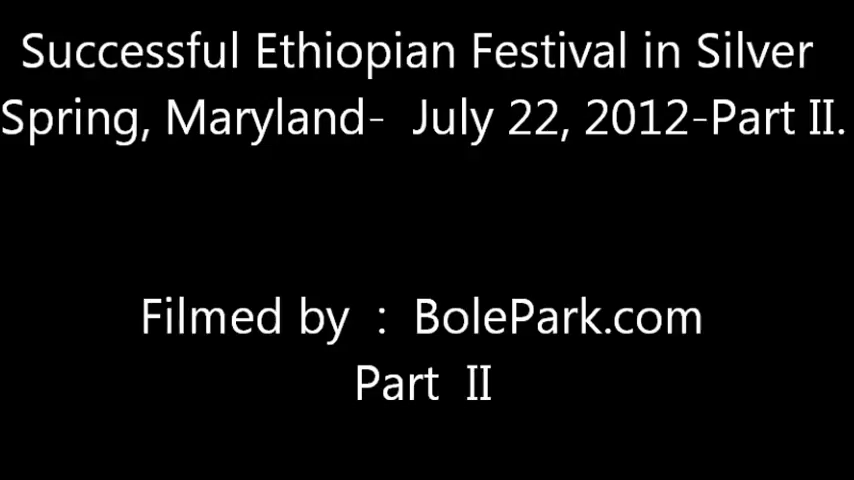 Successful Ethiopian Festival in Silver
Spring, Maryland-  July 22, 2012-Part II.
Filmed by  :  BolePark.com
Part  II